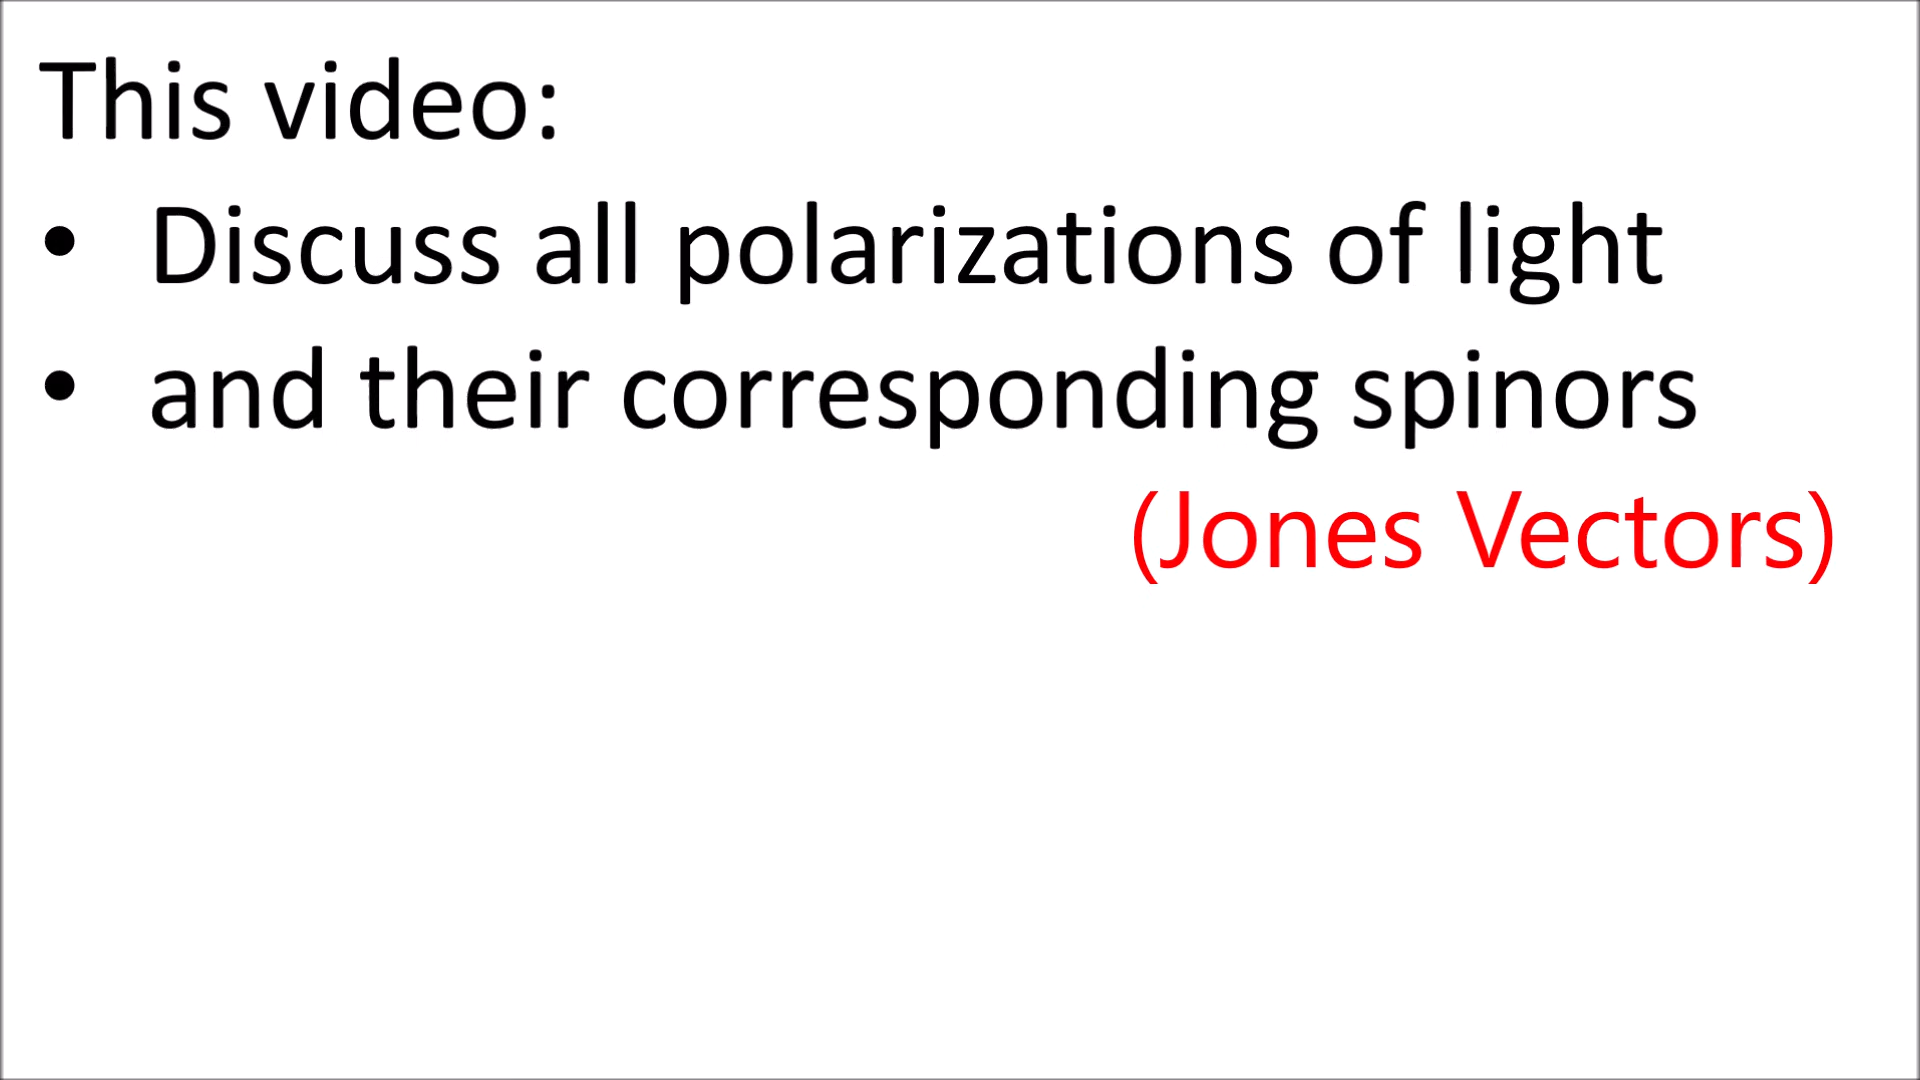 This video:
• Discuss all polarizations of light
• and their corresponding spinors
(Jones Vectors)